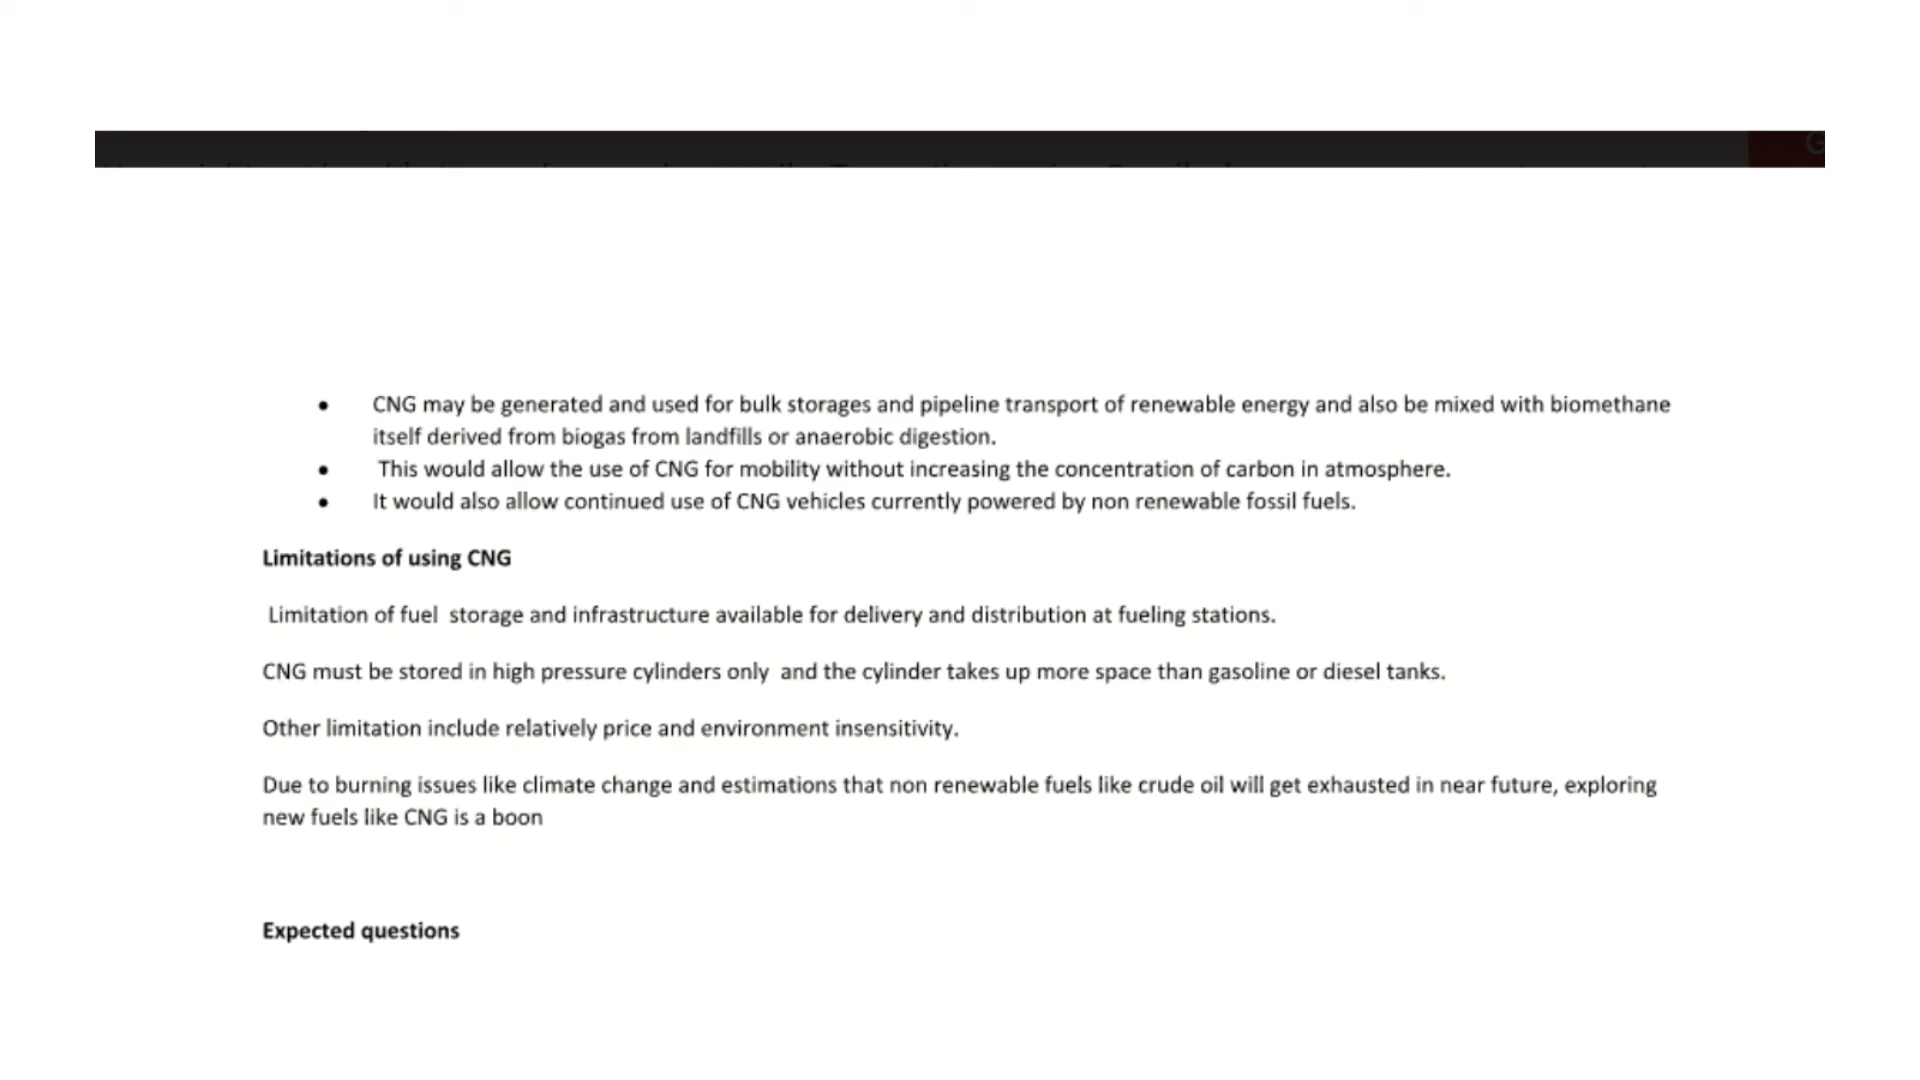 • CNG may be generated and used for bulk storages and pipeline transport of renewable energy and also be mixed with biomethane
itself derived from biogas from landfills or anaerobic digestion.
• This would allow the use of CNG for mobility without increasing the concentration of carbon in atmosphere.
• It would also allow continued use of CNG vehicles currently powered by non renewable fossil fuels.
Limitations of using CNG
Limitation of fuel storage and infrastructure available for delivery and distribution at fueling stations.
CNG must be stored in high pressure cylinders only and the cylinder takes up more space than gasoline or diesel tanks.
Other limitation include relatively price and environment insensitivity.
Due to burning issues like climate change and estimations that non renewable fuels like crude oil will get exhausted in near future, exploring
new fuels like CNG is a boon
Expected questions